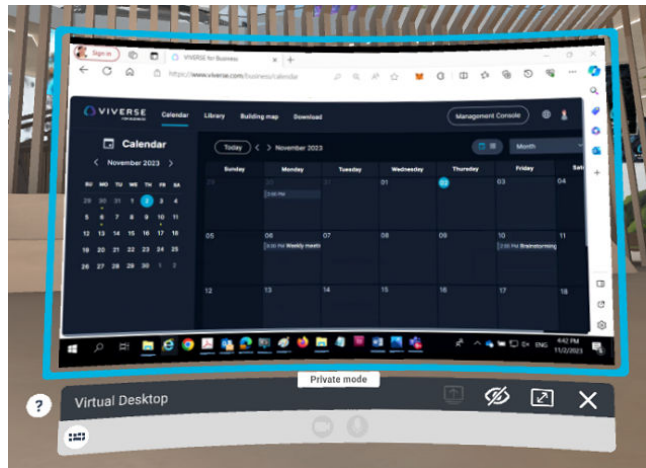 Sign in
VIVERSE for Business
https://www.viverse.com/business/calendar
VIVERSE
FOR BUSINESS
Calendar Library Building map Download Management Console
Calendar
November 2023
SU MO TU WE TH FR SA
29 30 31 1 2 3 4
5 6 7 8 9 10 11
12 13 14 15 16 17 18
19 20 21 22 23 24 25
26 27 28 29 30 1 2
Today November 2023 Month
Sunday Monday Tuesday Wednesday Thursday Friday Sat
29 30 31 01 02 03 04
05 06 07 08 09 10 11
Weekly meetin
Brainstorming
12 13 14 15 16 17 18
ENG
4:42 PM
11/2/2023
Private mode
?
Virtual Desktop